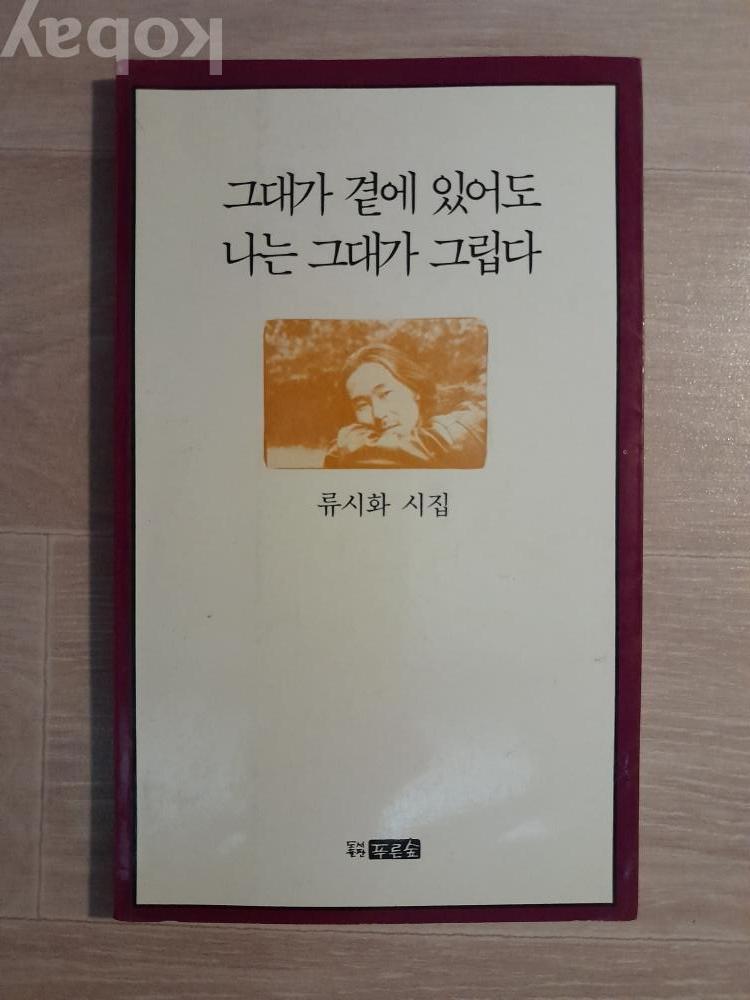 kobay
그대가 곁에 있어도
나는 그대가 그립다
류시화 시집
도서
출판 푸른숲